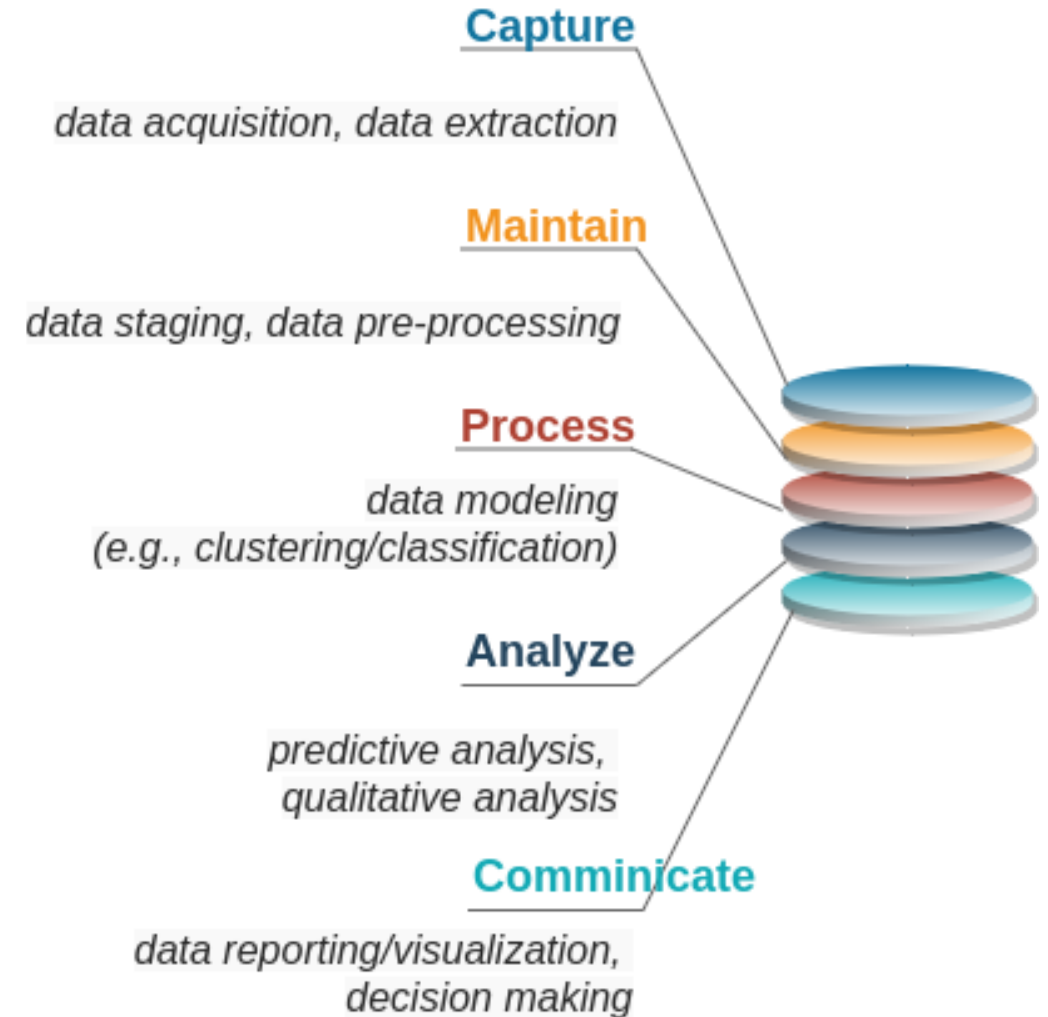 Capture
data acquisition, data extraction
Maintain
data staging, data pre-processing
Process
data modeling
(e.g., clustering/classification)
Analyze
predictive analysis,
qualitative analysis
Comminicate
data reporting/visualization,
decision making